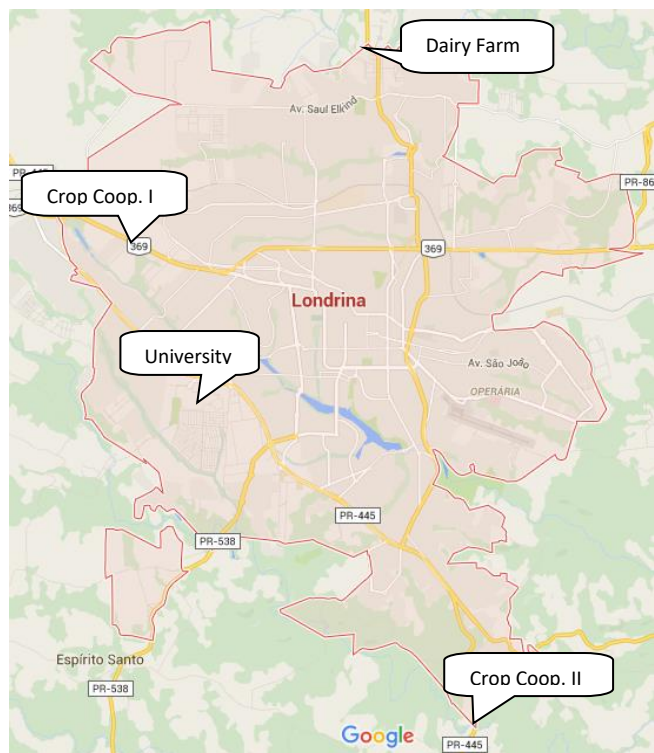 Dairy Farm
Av. Saul Elkind
PR-445
PR-86
Crop Coop. I
369
369
369
Londrina
University
Av. São João
OPERÁRIA
PR-445
PR-538
Espírito Santo
Crop Coop. II
PR-538
Google
PR-445